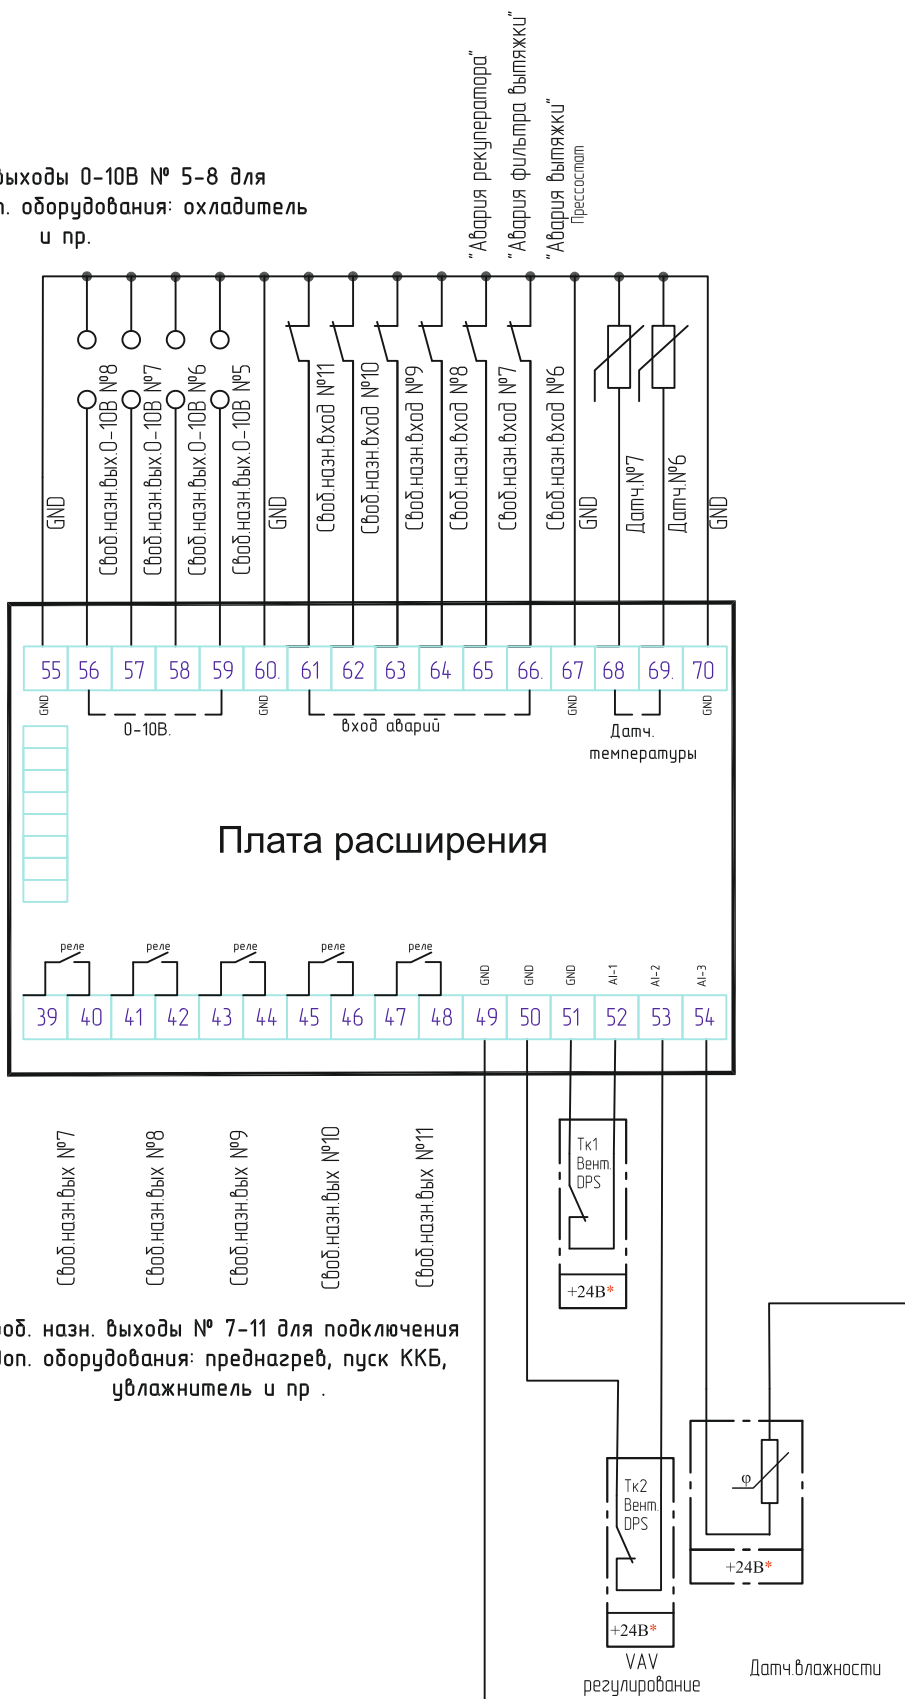 "Авария рекуператора"
"Авария фильтра вытяжки"
"Авария вытяжки"
Прессостат
выходы 0-10В № 5-8 для
оборудования: охладитель
и пр.
GND
Своб.назн.вых.0-10В №8
Своб.назн.вых.0-10В №7
Своб.назн.вых.0-10В №6
Своб.назн.вых.0-10В №5
GND
Своб.назн.вход №11
Своб.назн.вход №10
Своб.назн.вход №9
Своб.назн.вход №8
Своб.назн.вход №7
Своб.назн.вход №6
GND
Датч.№7
Датч.№6
GND
55 56 57 58 59 60. 61 62 63 64 65 66. 67 68 69. 70
GND GND GND GND
0-10В.
вход аварий
Датч.
температуры
Плата расширения
реле реле реле реле реле GND GND GND AI-1 AI-2 AI-3
39 40 41 42 43 44 45 46 47 48 49 50 51 52 53 54
Своб.назн.вых №7
Своб.назн.вых №8
Своб.назн.вых №9
Своб.назн.вых №10
Своб.назн.вых №11
Тк1
Вент.
DPS
+24В*
об. назн. выходы № 7-11 для подключения
оп. оборудования: преднагрев, пуск ККБ,
увлажнитель и пр .
Тк2
Вент.
DPS
+24В*
VAV
регулирование
φ
+24В*
Датч.влажности